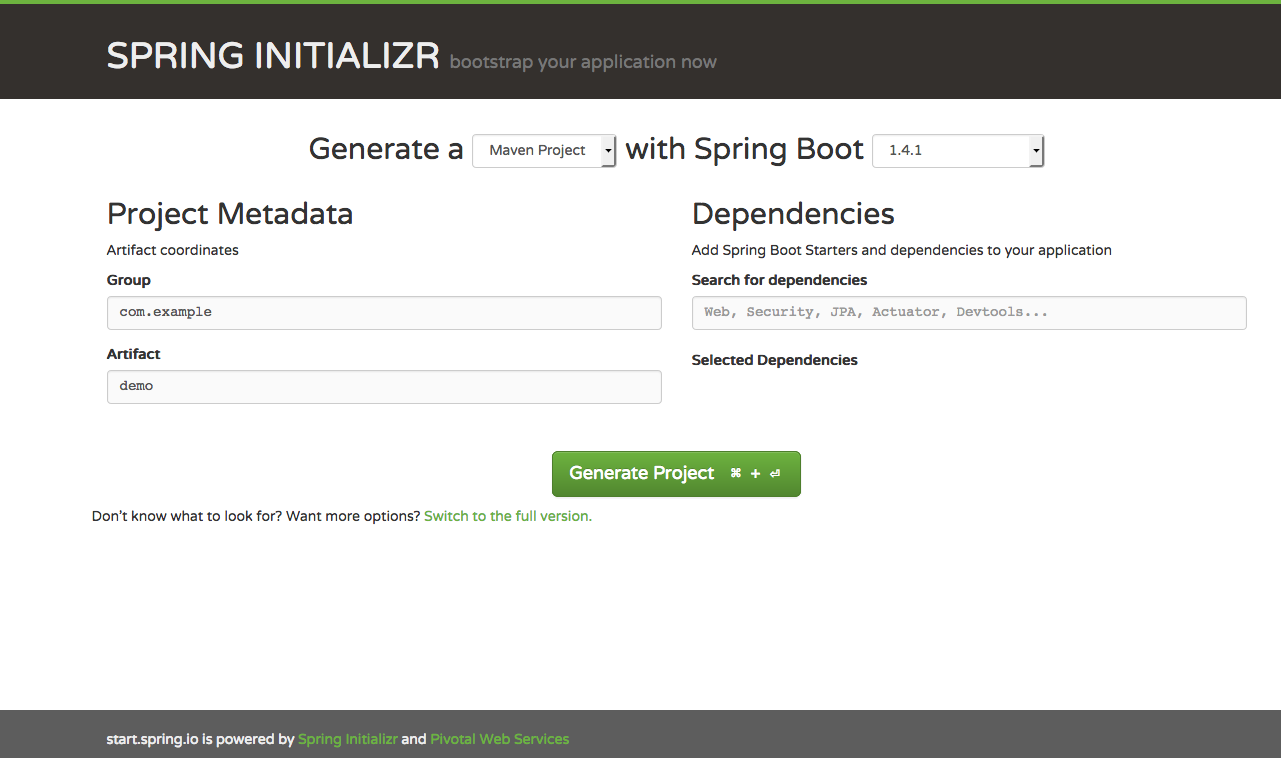 SPRING INITIALIZR bootstrap your application now
Generate a Maven Project with Spring Boot 1.4.1
Project Metadata
Artifact coordinates
Group
com.example
Artifact
demo
Dependencies
Add Spring Boot Starters and dependencies to your application
Search for dependencies
Web, Security, JPA, Actuator, Devtools...
Selected Dependencies
Generate Project ⌘ + ⏎
Don't know what to look for? Want more options? Switch to the full version.
start.spring.io is powered by Spring Initializr and Pivotal Web Services